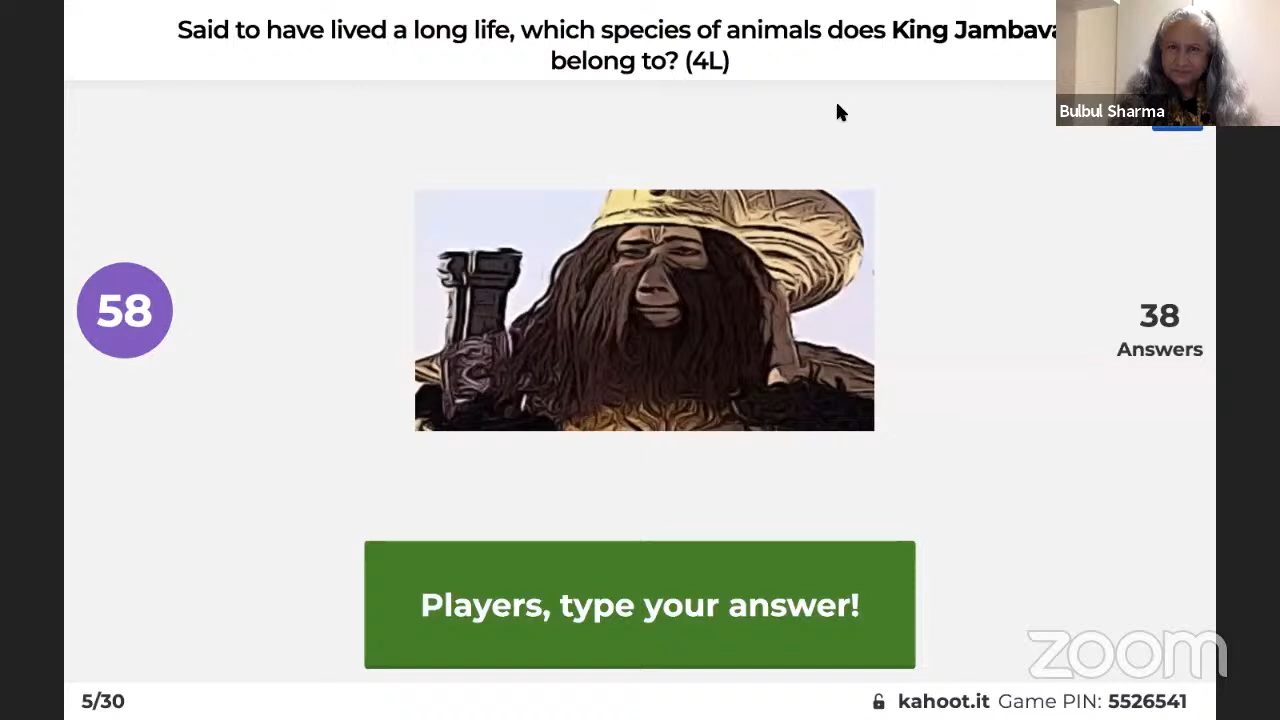 Said to have lived a long life, which species of animals does King
belong to? (4L)
Bulbul Sharma
58
38
Answers
Players, type your answer!
zoom
5/30
kahoot.it Game PIN: 5526541